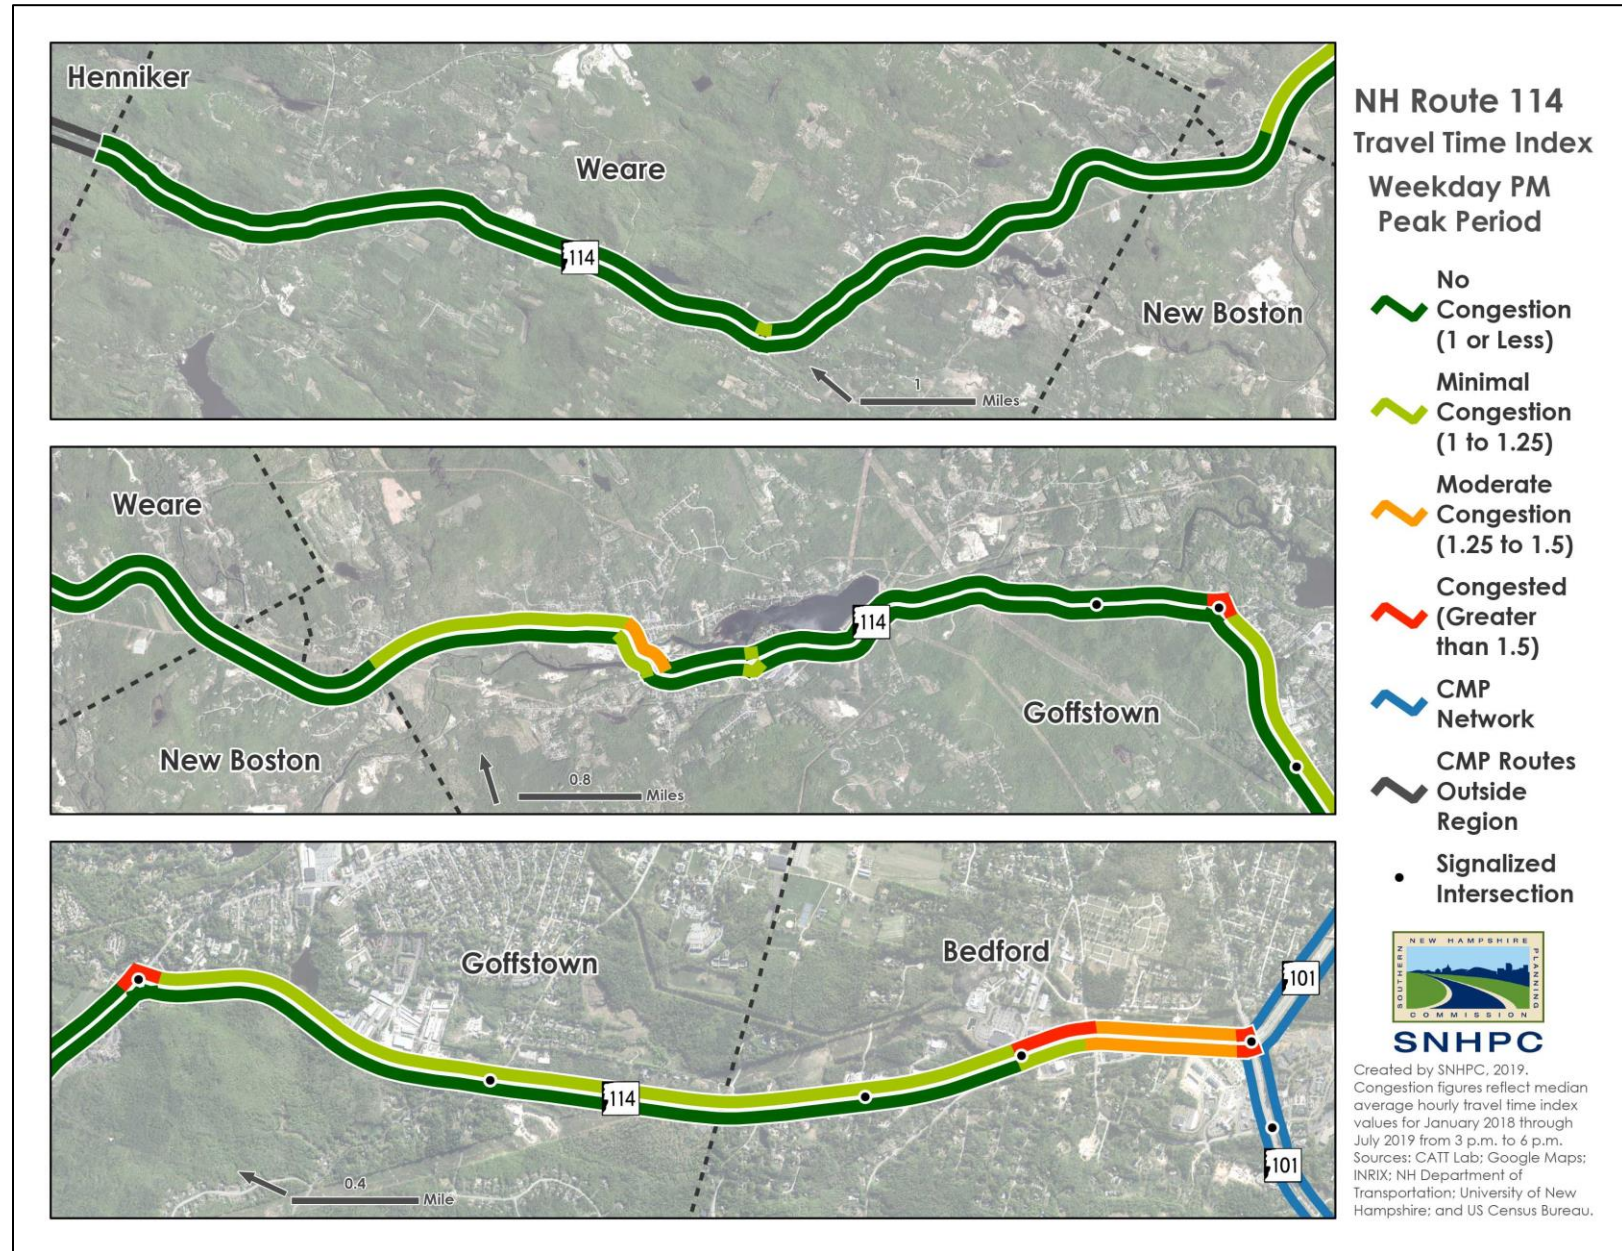 Henniker
Weare
114
New Boston
1
Miles
Weare
114
Goffstown
New Boston
0.8
Miles
Goffstown
Bedford
101
114
101
0.4
Mile
NH Route 114
Travel Time Index
Weekday PM
Peak Period
No
Congestion
(1 or Less)
Minimal
Congestion
(1 to 1.25)
Moderate
Congestion
(1.25 to 1.5)
Congested
(Greater
than 1.5)
CMP
Network
CMP Routes
Outside
Region
Signalized
Intersection
SOUTHERN
NEW HAMPSHIRE
PLANNING
COMMISSION
SNHPC
Created by SNHPC, 2019.
Congestion figures reflect median
average hourly travel time index
values for January 2018 through
July 2019 from 3 p.m. to 6 p.m.
Sources: CATT Lab; Google Maps;
INRIX; NH Department of
Transportation; University of New
Hampshire; and US Census Bureau.